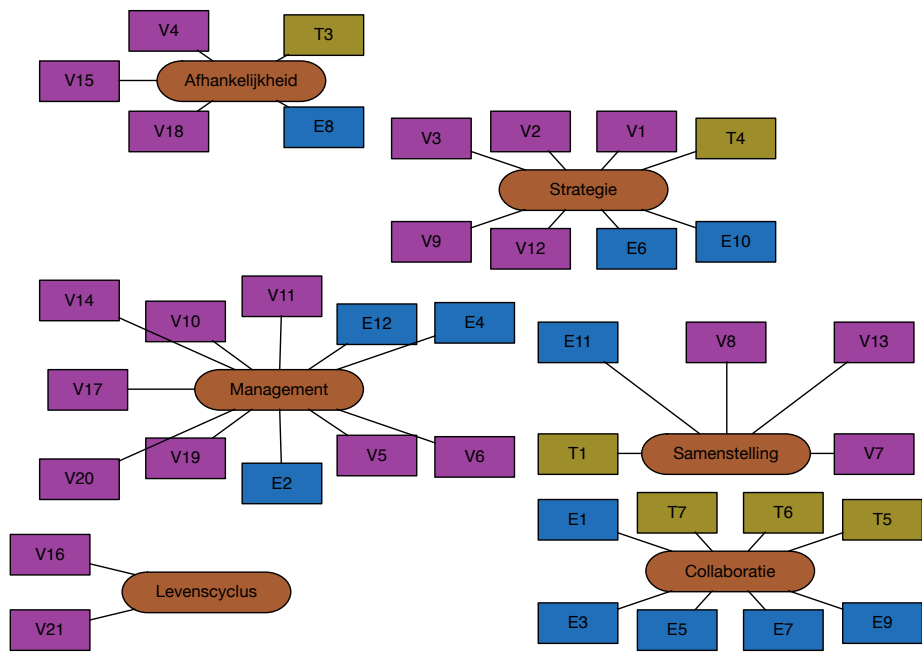 V4
T3
V15
Afhankelijkheid
V18
E8
V3
V2
V1
T4
Strategie
V9
V12
E6
E10
V14
V10
V11
E12
E4
V17
Management
V20
V19
E2
V5
V6
E11
V8
V13
T1
Samenstelling
V7
E1
T7
T6
T5
Collaboratie
E3
E5
E7
E9
V16
Levenscyclus
V21